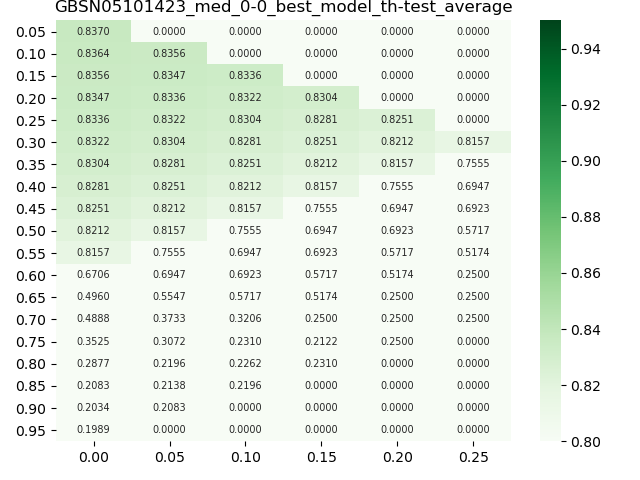 GBSN05101423_med_0-0_best_model_th-test_average
0.05 0.8370 0.0000 0.0000 0.0000 0.0000 0.0000
0.10 0.8364 0.8356 0.0000 0.0000 0.0000 0.0000
0.15 0.8356 0.8347 0.8336 0.0000 0.0000 0.0000
0.20 0.8347 0.8336 0.8322 0.8304 0.0000 0.0000
0.25 0.8336 0.8322 0.8304 0.8281 0.8251 0.0000
0.30 0.8322 0.8304 0.8281 0.8251 0.8212 0.8157
0.35 0.8304 0.8281 0.8251 0.8212 0.8157 0.7555
0.40 0.8281 0.8251 0.8212 0.8157 0.7555 0.6947
0.45 0.8251 0.8212 0.8157 0.7555 0.6947 0.6923
0.50 0.8212 0.8157 0.7555 0.6947 0.6923 0.5717
0.55 0.8157 0.7555 0.6947 0.6923 0.5717 0.5174
0.60 0.6706 0.6947 0.6923 0.5717 0.5174 0.2500
0.65 0.4960 0.5547 0.5717 0.5174 0.2500 0.2500
0.70 0.4888 0.3733 0.3206 0.2500 0.2500 0.0000
0.75 0.3525 0.3072 0.2310 0.2122 0.2500 0.0000
0.80 0.2877 0.2196 0.2262 0.2310 0.0000 0.0000
0.85 0.2083 0.2138 0.2196 0.0000 0.0000 0.0000
0.90 0.2034 0.2083 0.0000 0.0000 0.0000 0.0000
0.95 0.1989 0.0000 0.0000 0.0000 0.0000 0.0000
0.00 0.05 0.10 0.15 0.20 0.25
0.94
0.92
0.90
0.88
0.86
0.84
0.82
0.80